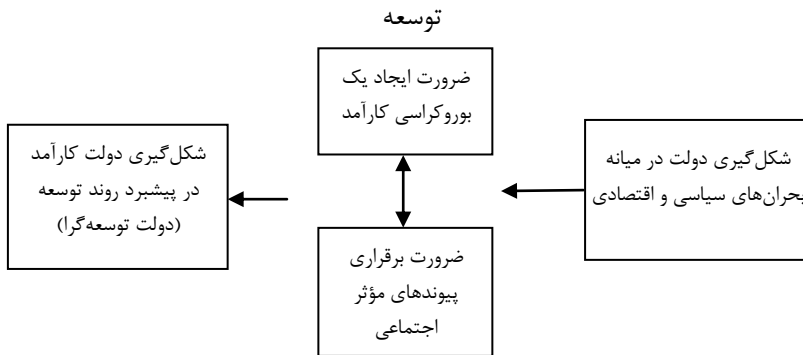 توسعه
شکل‌گیری دولت در میانه
بحران‌های سیاسی و اقتصادی
ضرورت ایجاد یک
بوروکراسی کارآمد
ضرورت برقراری
پیوندهای مؤثر
اجتماعی
شکل‌گیری دولت کارآمد
در پیشبرد روند توسعه
(دولت توسعه‌گرا)